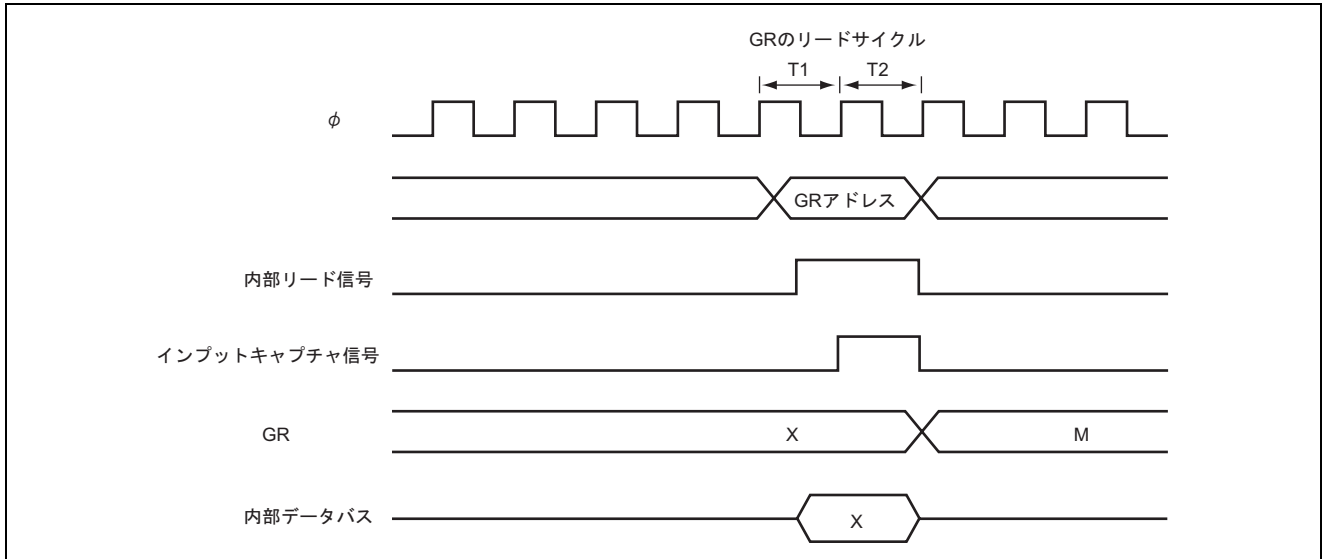 GRのリードサイクル
T1 T2
φ
GRアドレス
内部リード信号
インプットキャプチャ信号
GR X M
内部データバス X